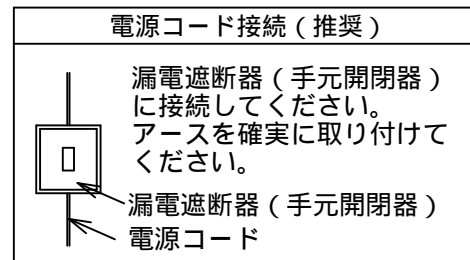 電源コード接続(推奨)
漏電遮断器(手元開閉器)
に接続してください。
アースを確実に取り付けて
ください。
漏電遮断器(手元開閉器)
電源コード